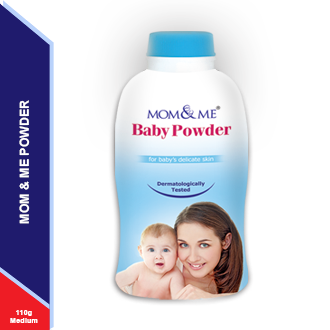 MOM & ME POWDER
110g
Medium
MOM&ME®
Baby Powder
for baby's delicate skin
Dermatologically
Tested